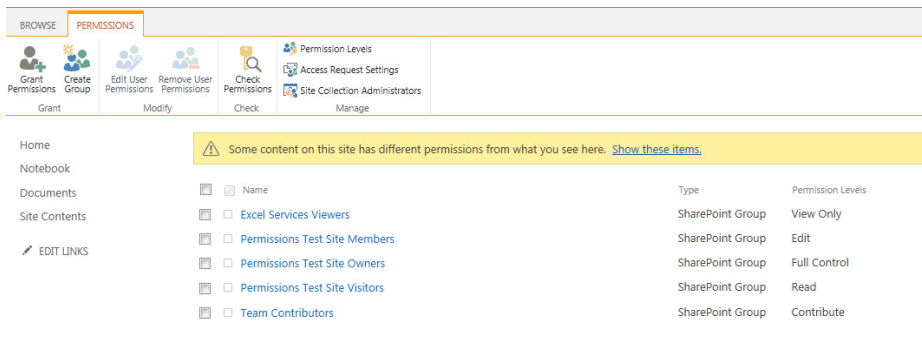 BROWSE PERMISSIONS
Grant Permissions
Create Group
Edit User Permissions
Remove User Permissions
Check Permissions
Permission Levels
Access Request Settings
Site Collection Administrators
Grant Modify Check Manage
Home
Notebook
Documents
Site Contents
EDIT LINKS
Some content on this site has different permissions from what you see here. Show these items.
Name Type Permission Levels
Excel Services Viewers SharePoint Group View Only
Permissions Test Site Members SharePoint Group Edit
Permissions Test Site Owners SharePoint Group Full Control
Permissions Test Site Visitors SharePoint Group Read
Team Contributors SharePoint Group Contribute